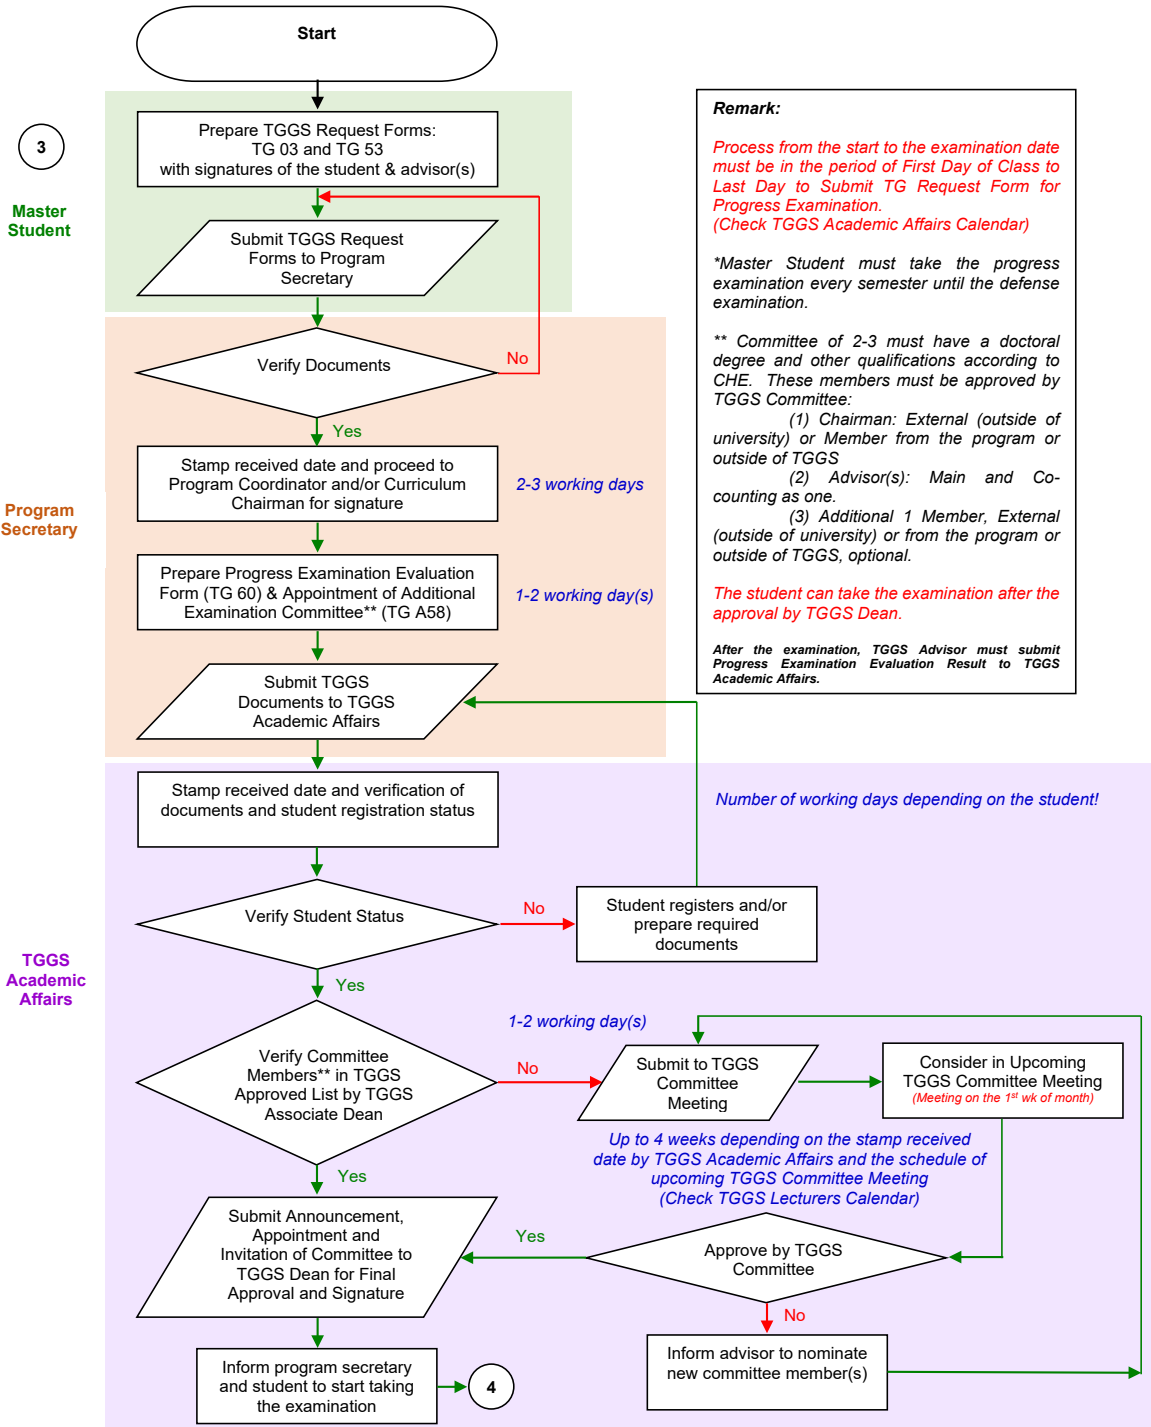 Start
3
Master
Student
Prepare TGGS Request Forms:
TG 03 and TG 53
with signatures of the student & advisor(s)
Submit TGGS Request
Forms to Program
Secretary
Remark:
Process from the start to the examination date
must be in the period of First Day of Class to
Last Day to Submit TG Request Form for
Progress Examination.
(Check TGGS Academic Affairs Calendar)
*Master Student must take the progress
examination every semester until the defense
examination.
** Committee of 2-3 must have a doctoral
degree and other qualifications according to
CHE. These members must be approved by
TGGS Committee:
(1) Chairman: External (outside of
university) or Member from the program or
outside of TGGS
(2) Advisor(s): Main and Co-
counting as one.
(3) Additional 1 Member, External
(outside of university) or from the program or
outside of TGGS, optional.
The student can take the examination after the
approval by TGGS Dean.
After the examination, TGGS Advisor must submit
Progress Examination Evaluation Result to TGGS
Academic Affairs.
Program
Secretary
Verify Documents
No
Yes
Stamp received date and proceed to
Program Coordinator and/or Curriculum
Chairman for signature
2-3 working days
Prepare Progress Examination Evaluation
Form (TG 60) & Appointment of Additional
Examination Committee** (TG A58)
1-2 working day(s)
Submit TGGS
Documents to TGGS
Academic Affairs
TGGS
Academic
Affairs
Stamp received date and verification of
documents and student registration status
Number of working days depending on the student!
Verify Student Status
No
Student registers and/or
prepare required
documents
Yes
Verify Committee
Members** in TGGS
Approved List by TGGS
Associate Dean
1-2 working day(s)
No
Submit to TGGS
Committee
Meeting
Consider in Upcoming
TGGS Committee Meeting
(Meeting on the 1st wk of month)
Up to 4 weeks depending on the stamp received
date by TGGS Academic Affairs and the schedule of
upcoming TGGS Committee Meeting
(Check TGGS Lecturers Calendar)
Yes
Submit Announcement,
Appointment and
Invitation of Committee to
TGGS Dean for Final
Approval and Signature
Yes
Approve by TGGS
Committee
No
Inform advisor to nominate
new committee member(s)
Inform program secretary
and student to start taking
the examination
4